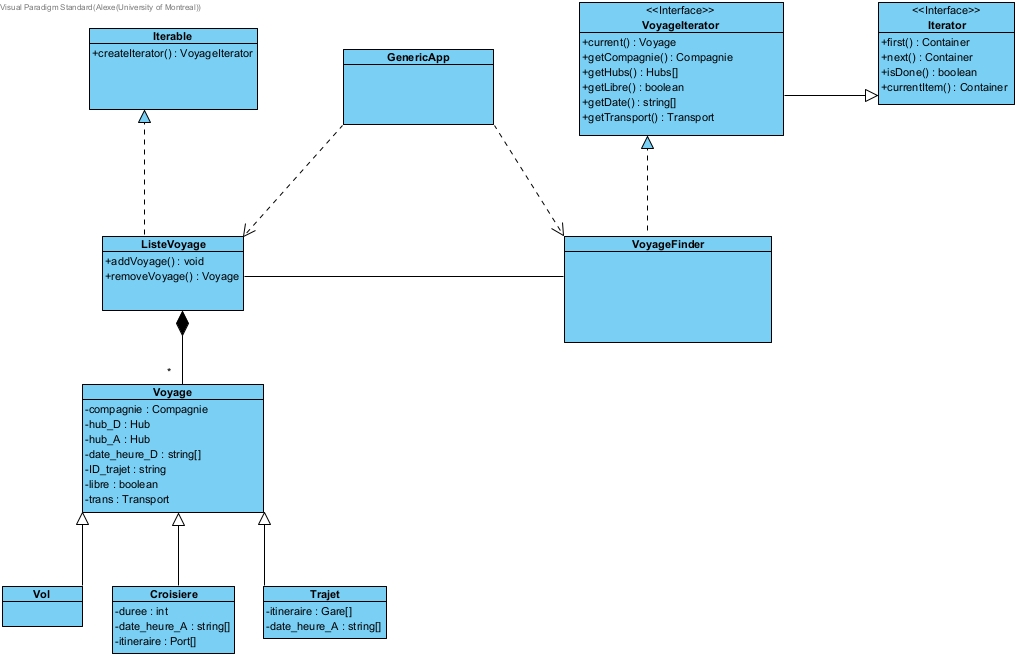 Visual Paradigm Standard(Alexe(University of Montreal))
Iterable
+createIterator() : VoyageIterator
GenericApp
<<Interface>>
VoyageIterator
+current() : Voyage
+getCompagnie() : Compagnie
+getHubs() : Hubs[]
+getLibre() : boolean
+getDate() : string[]
+getTransport() : Transport
<<Interface>>
Iterator
+first() : Container
+next() : Container
+isDone() : boolean
+currentItem() : Container
ListeVoyage
+addVoyage() : void
+removeVoyage() : Voyage
VoyageFinder
*
Voyage
-compagnie : Compagnie
-hub_D : Hub
-hub_A : Hub
-date_heure_D : string[]
-ID_trajet : string
-libre : boolean
-trans : Transport
Vol
Croisiere
-duree : int
-date_heure_A : string[]
-itineraire : Port[]
Trajet
-itineraire : Gare[]
-date_heure_A : string[]